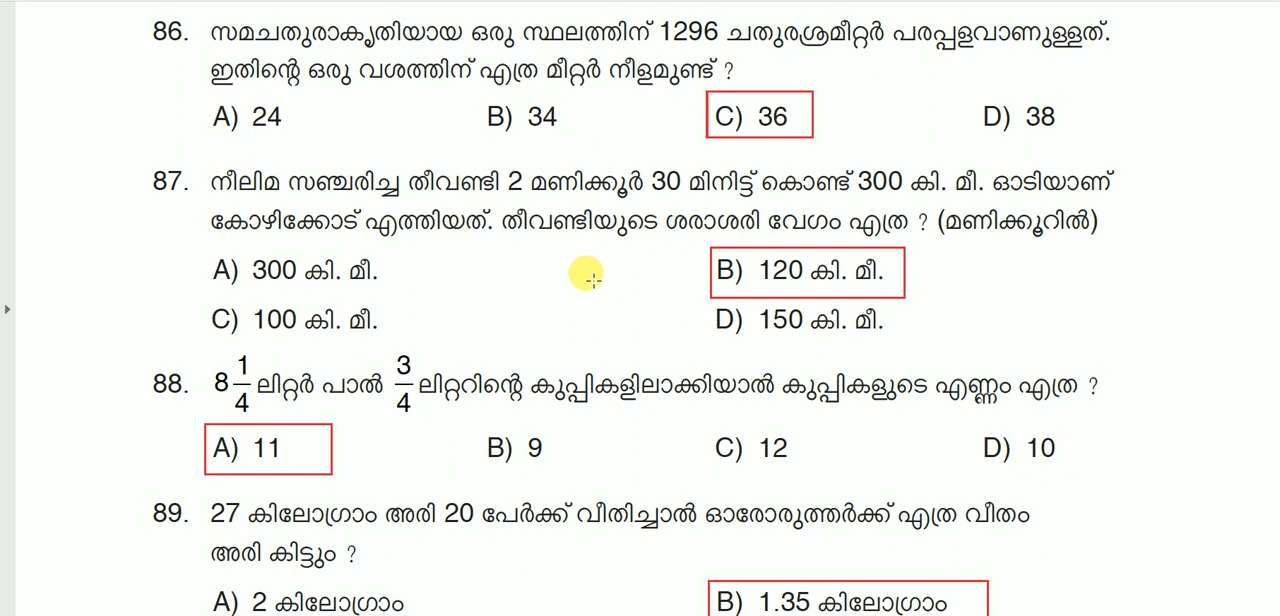 86. സമചതുരാകൃതിയായ ഒരു സ്ഥലത്തിന് 1296 ചതുരശ്രമീറ്റർ പരപ്പളവാണുള്ളത്.
ഇതിന്റെ ഒരു വശത്തിന് എത്ര മീറ്റർ നീളമുണ്ട് ?
A) 24 B) 34 C) 36 D) 38
87. നീലിമ സഞ്ചരിച്ച തീവണ്ടി 2 മണിക്കൂർ 30 മിനിട്ട് കൊണ്ട് 300 കി. മീ. ഓടിയാണ്
കോഴിക്കോട് എത്തിയത്. തീവണ്ടിയുടെ ശരാശരി വേഗം എത്ര ? (മണിക്കൂറിൽ)
A) 300 കി. മീ. B) 120 കി. മീ.
C) 100 കി. മീ. D) 150 കി. മീ.
88. 8 1/4 ലിറ്റർ പാൽ 3/4 ലിറ്ററിന്റെ കുപ്പികളിലാക്കിയാൽ കുപ്പികളുടെ എണ്ണം എത്ര ?
A) 11 B) 9 C) 12 D) 10
89. 27 കിലോഗ്രാം അരി 20 പേർക്ക് വീതിച്ചാൽ ഓരോരുത്തർക്ക് എത്ര വീതം
അരി കിട്ടും ?
A) 2 കിലോഗ്രാം B) 1.35 കിലോഗ്രാം